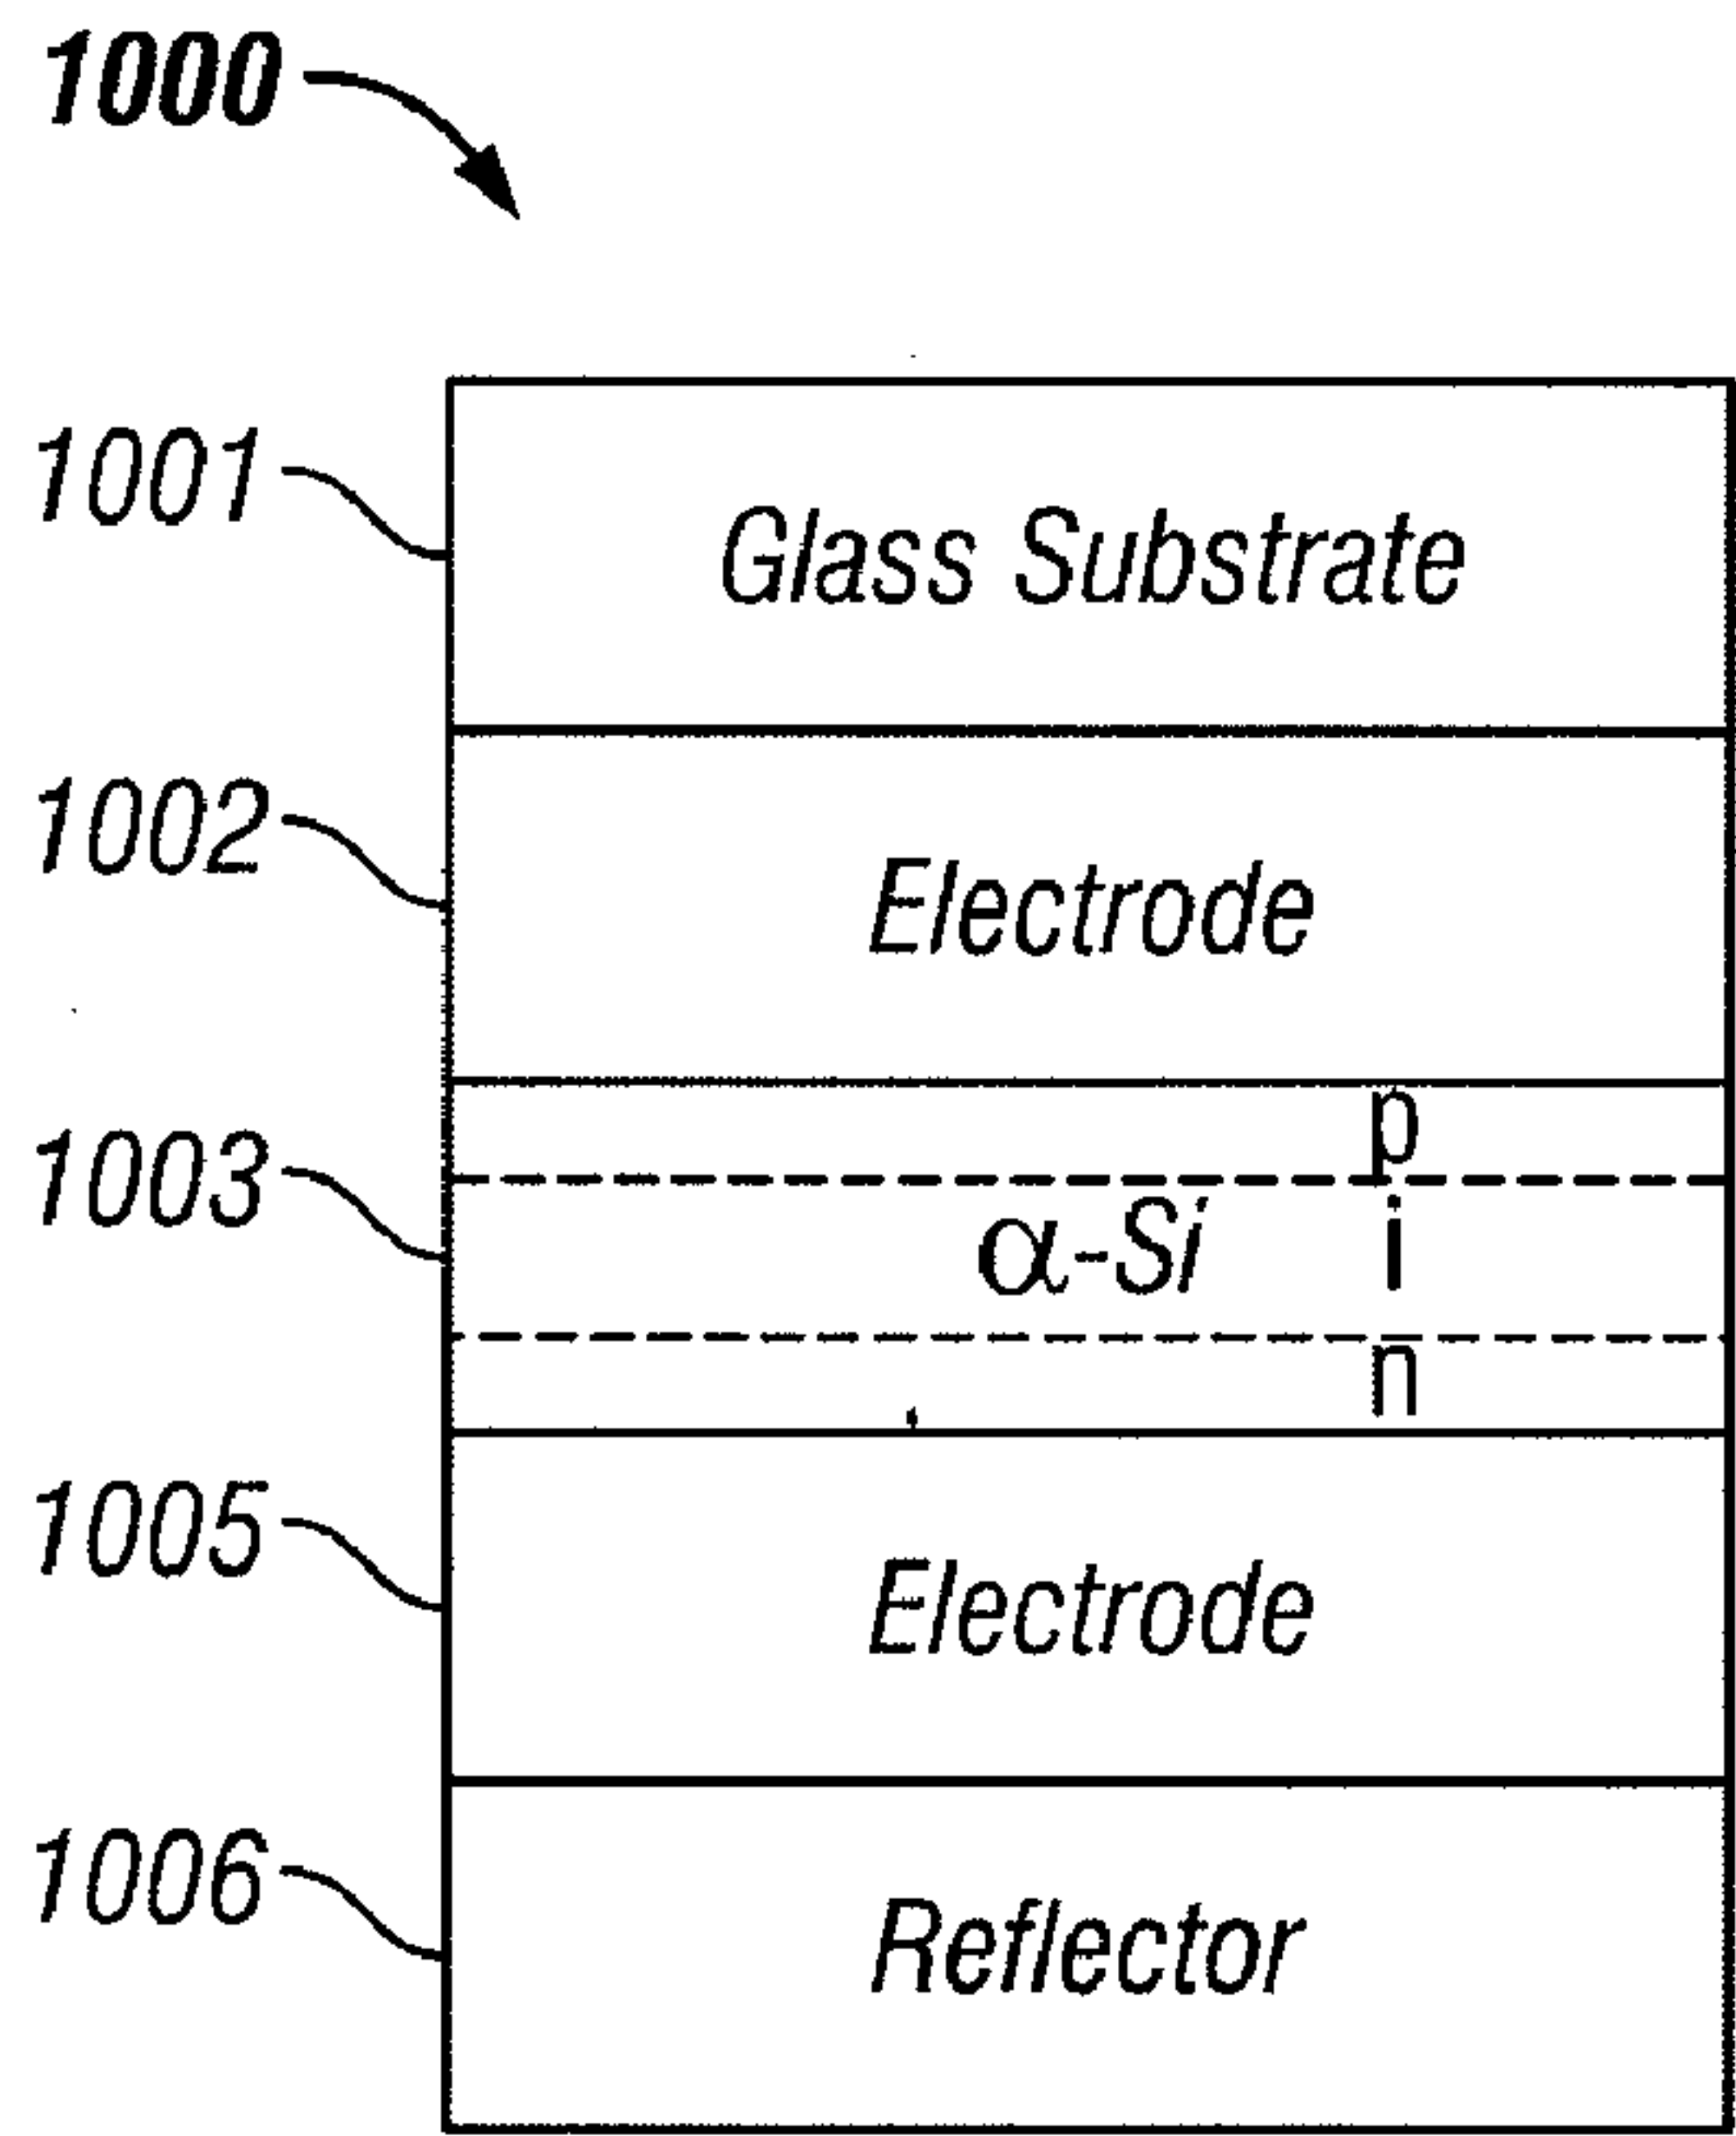 1000
1001 Glass Substrate
1002 Electrode
p
1003 α-Si i
n
1005 Electrode
1006 Reflector